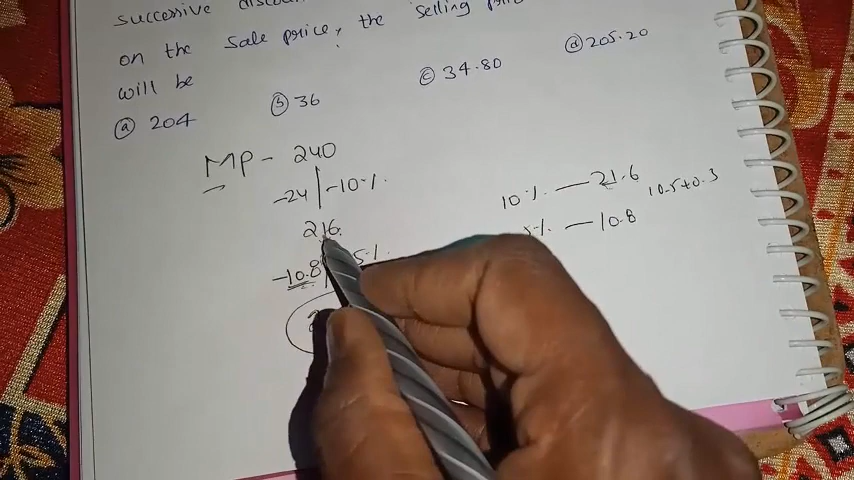 successive
on the sale price, the selling
will be
ⓐ 204 ⓑ 36 ⓒ 34.80 ⓓ 205.20
MP - 240
-24 -10%.
216
-10.8 5%.
10%. — 21.6 10.5+0.3
5%. — 10.8